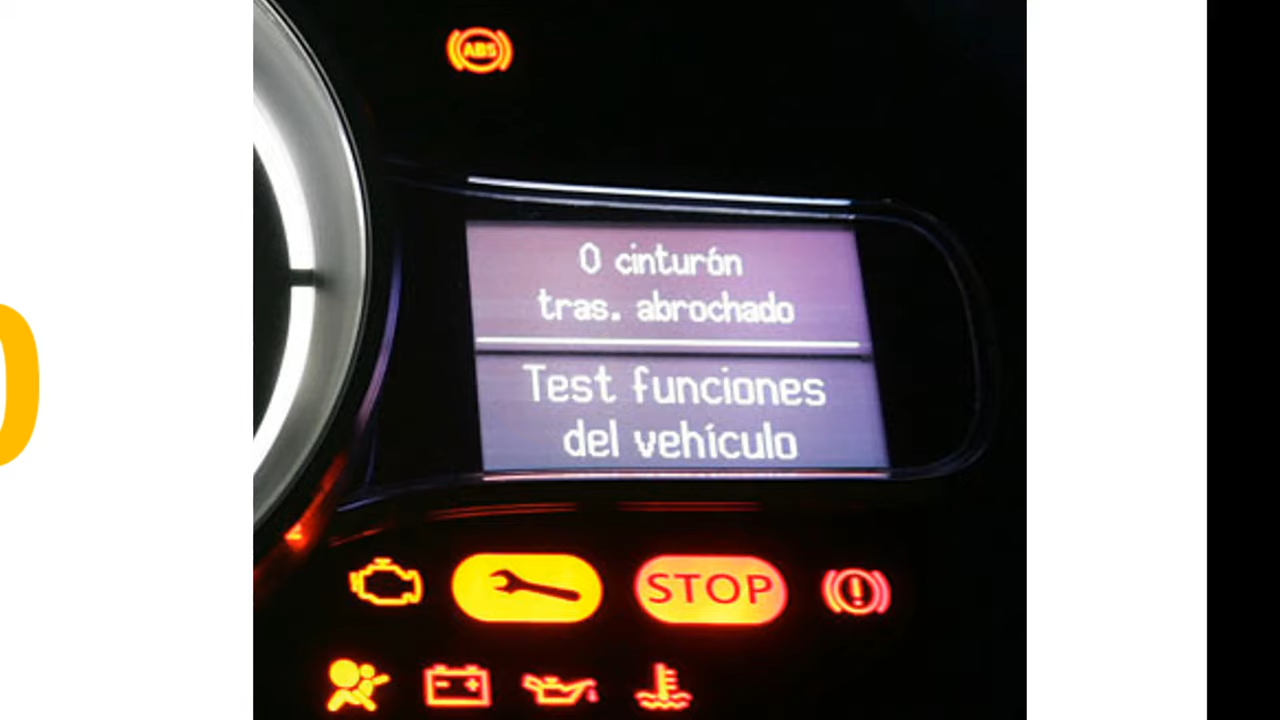 ABS
0 cinturón
tras. abrochado
Test funciones
del vehículo
STOP